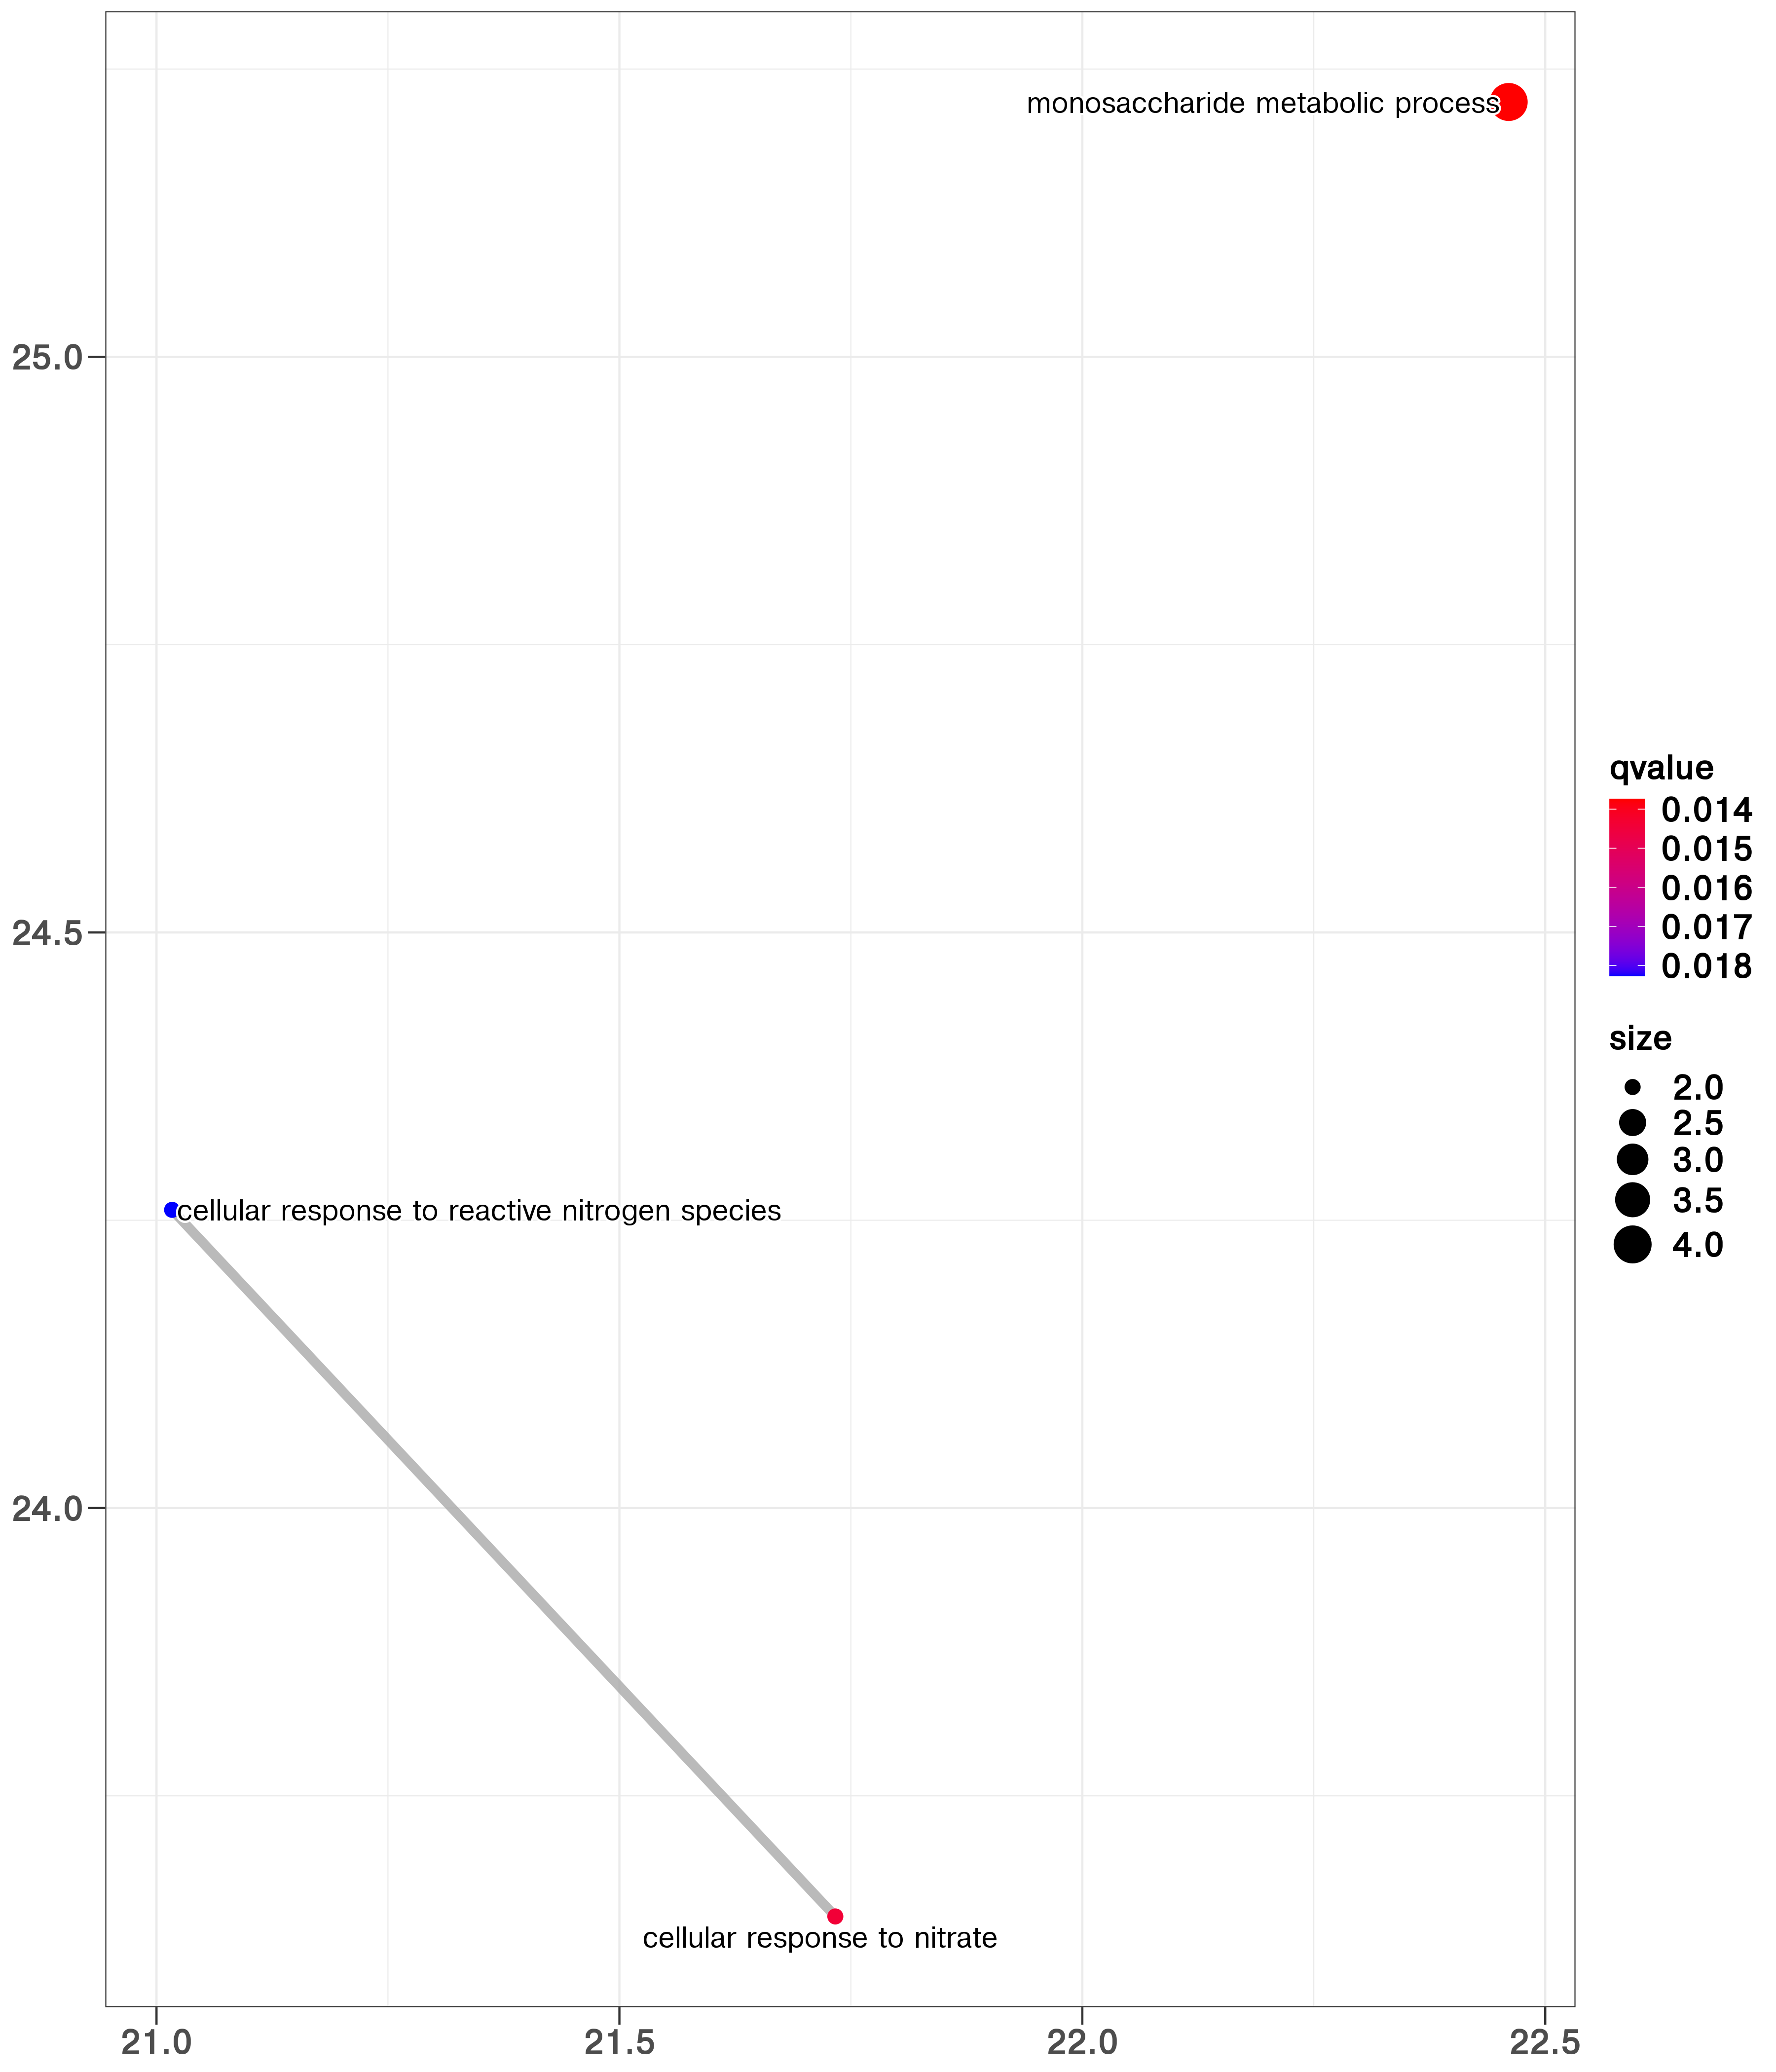 monosaccharide metabolic process
25.0
24.5
cellular response to reactive nitrogen species
24.0
cellular response to nitrate
21.0 21.5 22.0 22.5
qvalue
0.014
0.015
0.016
0.017
0.018
size
2.0
2.5
3.0
3.5
4.0